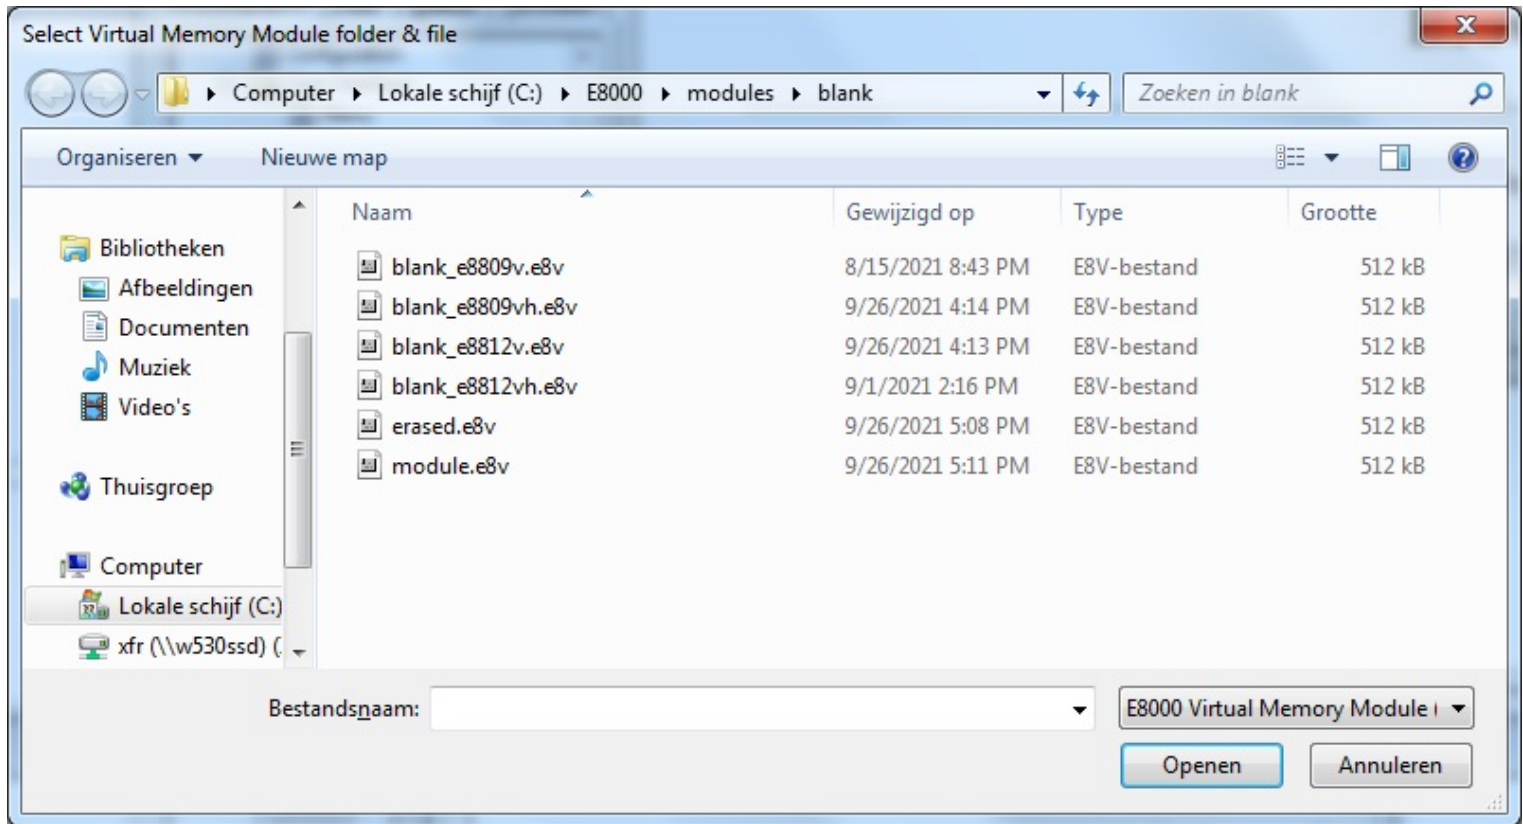 Select Virtual Memory Module folder & file
Computer Lokale schijf (C:) E8000 modules blank Zoeken in blank
Organiseren Nieuwe map
Naam Gewijzigd op Type Grootte
Bibliotheken
Afbeeldingen
Documenten
Muziek
Video's
Thuisgroep
Computer
Lokale schijf (C:)
xfr (\\w530ssd) (
blank_e8809v.e8v 8/15/2021 8:43 PM E8V-bestand 512 kB
blank_e8809vh.e8v 9/26/2021 4:14 PM E8V-bestand 512 kB
blank_e8812v.e8v 9/26/2021 4:13 PM E8V-bestand 512 kB
blank_e8812vh.e8v 9/1/2021 2:16 PM E8V-bestand 512 kB
erased.e8v 9/26/2021 5:08 PM E8V-bestand 512 kB
module.e8v 9/26/2021 5:11 PM E8V-bestand 512 kB
Bestandsnaam: E8000 Virtual Memory Module (
Openen Annuleren